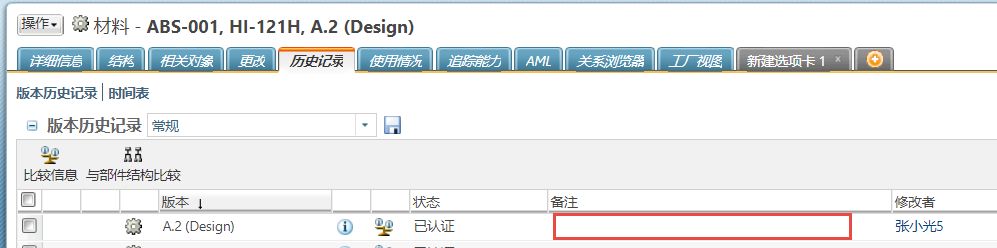 操作
材料 - ABS-001, HI-121H, A.2 (Design)
详细信息 结构 相关对象 更改 历史记录 使用情况 追踪能力 AML 关系浏览器 工厂视图 新建选项卡 1
版本历史记录 时间表
版本历史记录 常规
比较信息 与部件结构比较
版本 ↓ 状态 备注 修改者
A.2 (Design) 已认证 张小光5